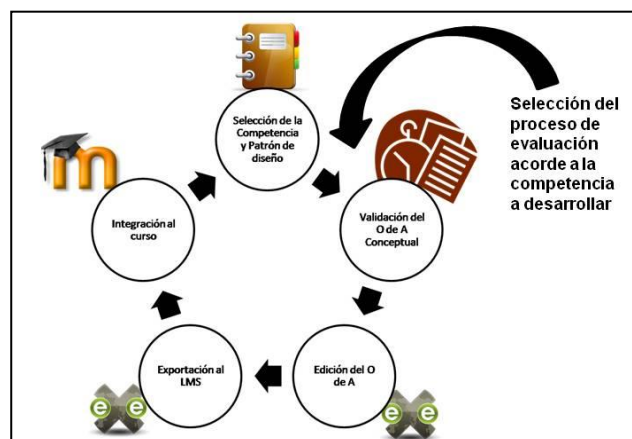 Selección de la
Competencia
y Patrón de
diseño
Selección del
proceso de
evaluación
acorde a la
competencia
a desarrollar
Validación del
O de A
Conceptual
Edición del O
de A
Exportación al
LMS
Integración al
curso
m
e e
e e